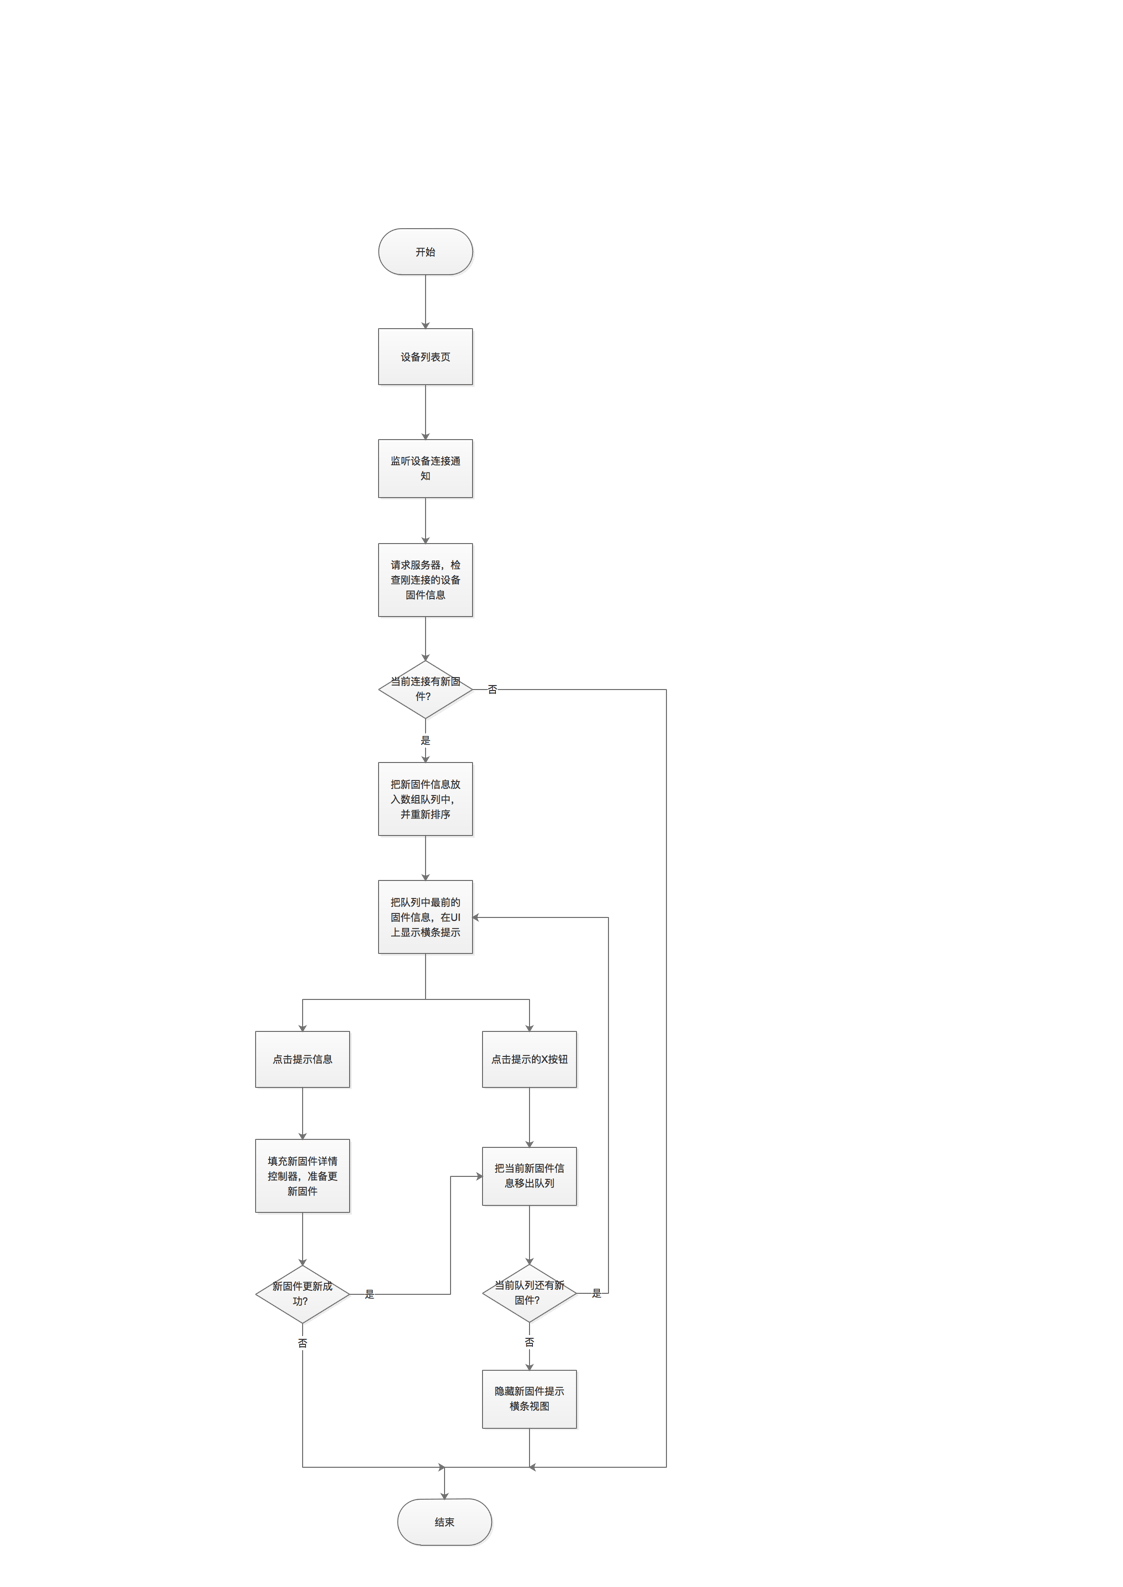 开始
设备列表页
监听设备连接通
知
请求服务器，检
查刚连接的设备
固件信息
当前连接有新固
件？
否
是
把新固件信息放
入数组队列中，
并重新排序
把队列中最前的
固件信息，在UI
上显示横条提示
点击提示信息
点击提示的X按钮
填充新固件详情
控制器，准备更
新固件
把当前新固件信
息移出队列
新固件更新成
功？
是
当前队列还有新
固件？
是
否
否
隐藏新固件提示
横条视图
结束